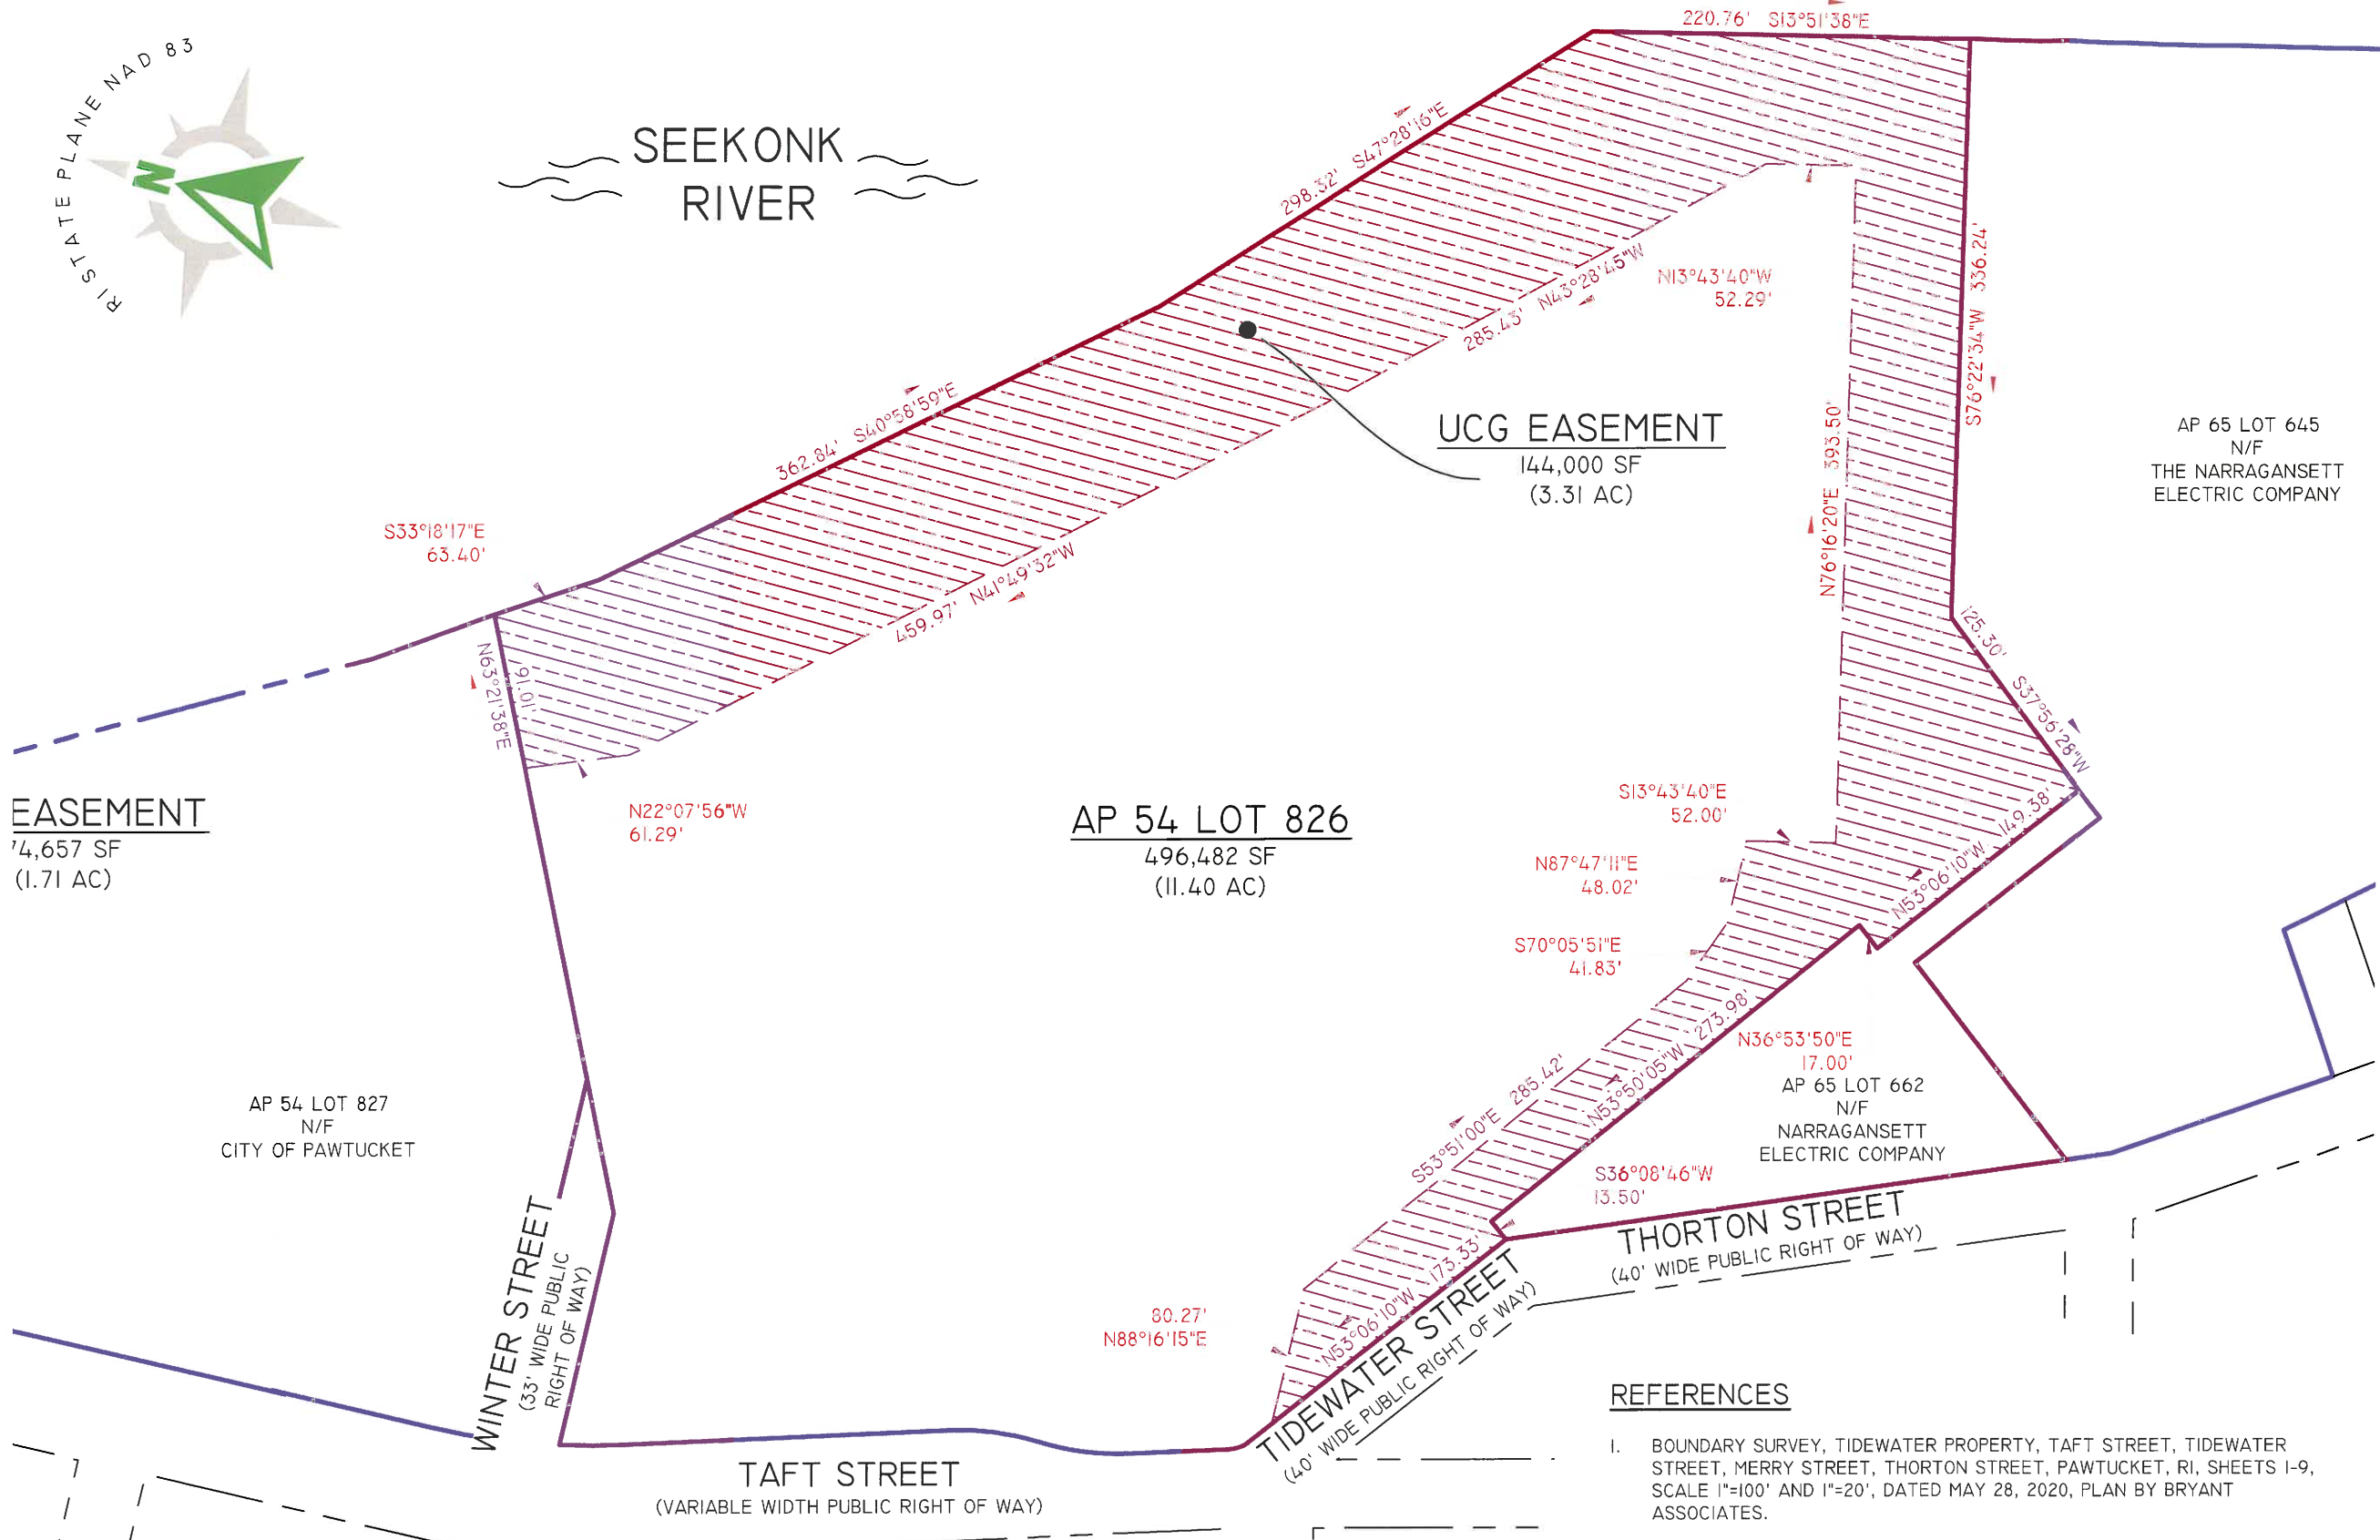 RI STATE PLANE NAD 83
N
SEEKONK
RIVER
220.76' S13°51'38"E
298.32' S47°28'16"E
362.84' S40°58'59"E
S33°18'17"E
63.40'
N63°21'38"E
91.01'
N22°07'56"W
61.29'
459.97' N41°49'32"W
285.43' N43°28'45"W
N13°43'40"W
52.29'
UCG EASEMENT
144,000 SF
(3.31 AC)
N76°16'20"E 393.50'
S76°22'34"W 336.24'
AP 65 LOT 645
N/F
THE NARRAGANSETT
ELECTRIC COMPANY
125.30' S37°56'28"W
EASEMENT
74,657 SF
(1.71 AC)
AP 54 LOT 826
496,482 SF
(11.40 AC)
S13°43'40"E
52.00'
N87°47'11"E
48.02'
S70°05'51"E
41.83'
N53°06'10"W 149.38'
N53°50'05"W 273.98'
N36°53'50"E
17.00'
AP 65 LOT 662
N/F
NARRAGANSETT
ELECTRIC COMPANY
S53°51'00"E 285.42'
S36°08'46"W
13.50'
AP 54 LOT 827
N/F
CITY OF PAWTUCKET
WINTER STREET
(33' WIDE PUBLIC
RIGHT OF WAY)
80.27'
N88°16'15"E
N53°06'10"W 173.33'
TIDEWATER STREET
(40' WIDE PUBLIC RIGHT OF WAY)
THORTON STREET
(40' WIDE PUBLIC RIGHT OF WAY)
TAFT STREET
(VARIABLE WIDTH PUBLIC RIGHT OF WAY)
REFERENCES
1. BOUNDARY SURVEY, TIDEWATER PROPERTY, TAFT STREET, TIDEWATER
STREET, MERRY STREET, THORTON STREET, PAWTUCKET, RI, SHEETS 1-9,
SCALE 1"=100' AND 1"=20', DATED MAY 28, 2020, PLAN BY BRYANT
ASSOCIATES.